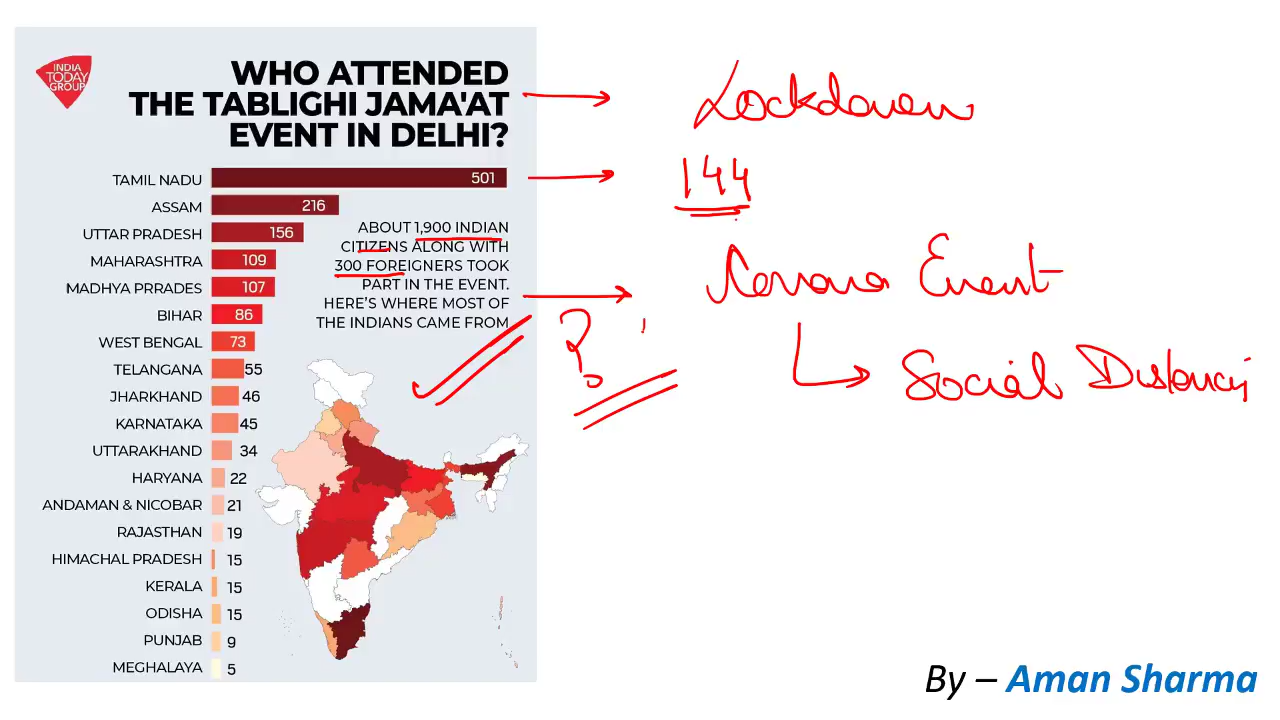 INDIA
TODAY
GROUP
WHO ATTENDED
THE TABLIGHI JAMA'AT
EVENT IN DELHI?
TAMIL NADU 501
ASSAM 216
UTTAR PRADESH 156
MAHARASHTRA 109
MADHYA PRRADES 107
BIHAR 86
WEST BENGAL 73
TELANGANA 55
JHARKHAND 46
KARNATAKA 45
UTTARAKHAND 34
HARYANA 22
ANDAMAN & NICOBAR 21
RAJASTHAN 19
HIMACHAL PRADESH 15
KERALA 15
ODISHA 15
PUNJAB 9
MEGHALAYA 5
ABOUT 1,900 INDIAN
CITIZENS ALONG WITH
300 FOREIGNERS TOOK
PART IN THE EVENT.
HERE'S WHERE MOST OF
THE INDIANS CAME FROM
Lockdown
144
Event
?
Social
By – Aman Sharma